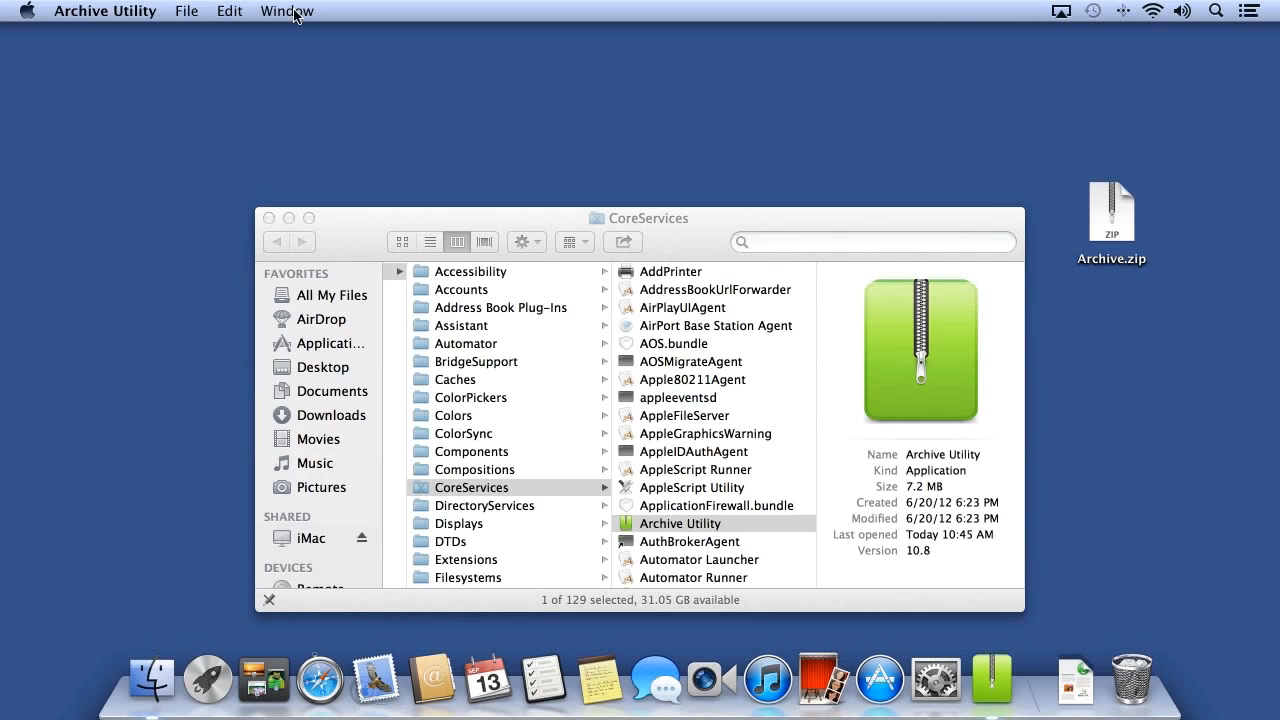 Archive Utility File Edit Window
CoreServices
FAVORITES
All My Files
AirDrop
Applicati...
Desktop
Documents
Downloads
Movies
Music
Pictures
SHARED
iMac
DEVICES
Accessibility
Accounts
Address Book Plug-Ins
Assistant
Automator
BridgeSupport
Caches
ColorPickers
Colors
ColorSync
Components
Compositions
CoreServices
DirectoryServices
Displays
DTDs
Extensions
Filesystems
AddPrinter
AddressBookUrlForwarder
AirPlayUIAgent
AirPort Base Station Agent
AOS.bundle
AOSMigrateAgent
Apple80211Agent
appleeventsd
AppleFileServer
AppleGraphicsWarning
AppleIDAuthAgent
AppleScript Runner
AppleScript Utility
ApplicationFirewall.bundle
Archive Utility
AuthBrokerAgent
Automator Launcher
Automator Runner
Name Archive Utility
Kind Application
Size 7.2 MB
Created 6/20/12 6:23 PM
Modified 6/20/12 6:23 PM
Last opened Today 10:45 AM
Version 10.8
1 of 129 selected, 31.05 GB available
ZIP
Archive.zip
SEP
13